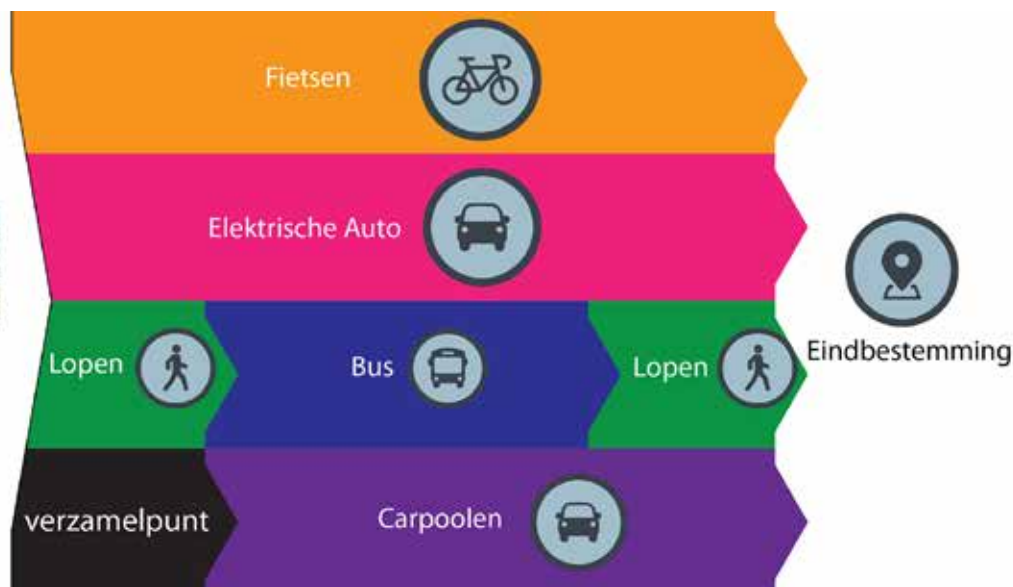 Fietsen
Elektrische Auto
Lopen
Bus
Lopen
Eindbestemming
verzamelpunt
Carpoolen